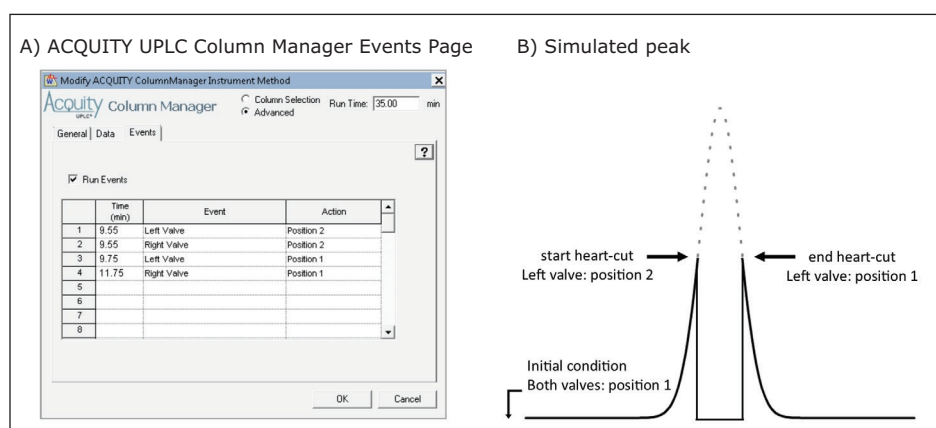 A) ACQUITY UPLC Column Manager Events Page
B) Simulated peak
Modify ACQUITY ColumnManager Instrument Method
Acquity UPLC Column Manager
Column Selection
Advanced
Run Time: 35.00 min
General Data Events
?
Run Events
Time (min) Event Action
1 9.55 Left Valve Position 2
2 9.55 Right Valve Position 2
3 9.75 Left Valve Position 1
4 11.75 Right Valve Position 1
5
6
7
8
OK Cancel
start heart-cut
Left valve: position 2
end heart-cut
Left valve: position 1
Initial condition
Both valves: position 1